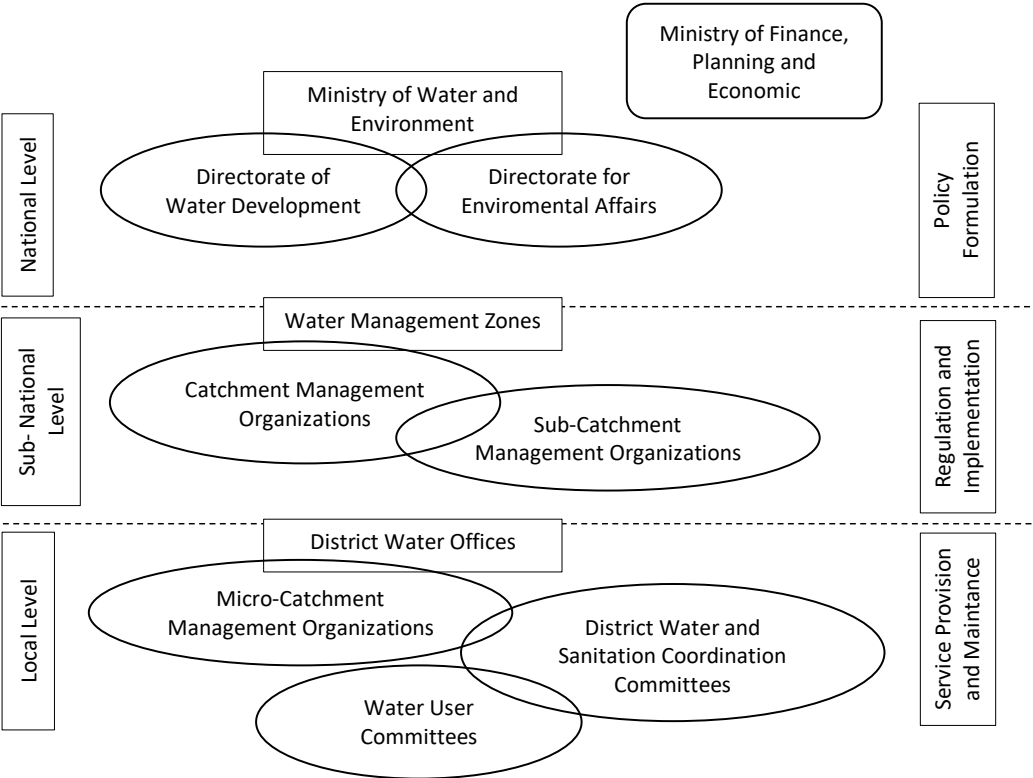 Ministry of Finance,
Planning and
Economic
Ministry of Water and
Environment
National Level
Directorate of
Water Development
Directorate for
Enviromental Affairs
Policy
Formulation
Water Management Zones
Sub- National
Level
Catchment Management
Organizations
Sub-Catchment
Management Organizations
Regulation and
Implementation
District Water Offices
Local Level
Micro-Catchment
Management Organizations
District Water and
Sanitation Coordination
Committees
Water User
Committees
Service Provision
and Maintance